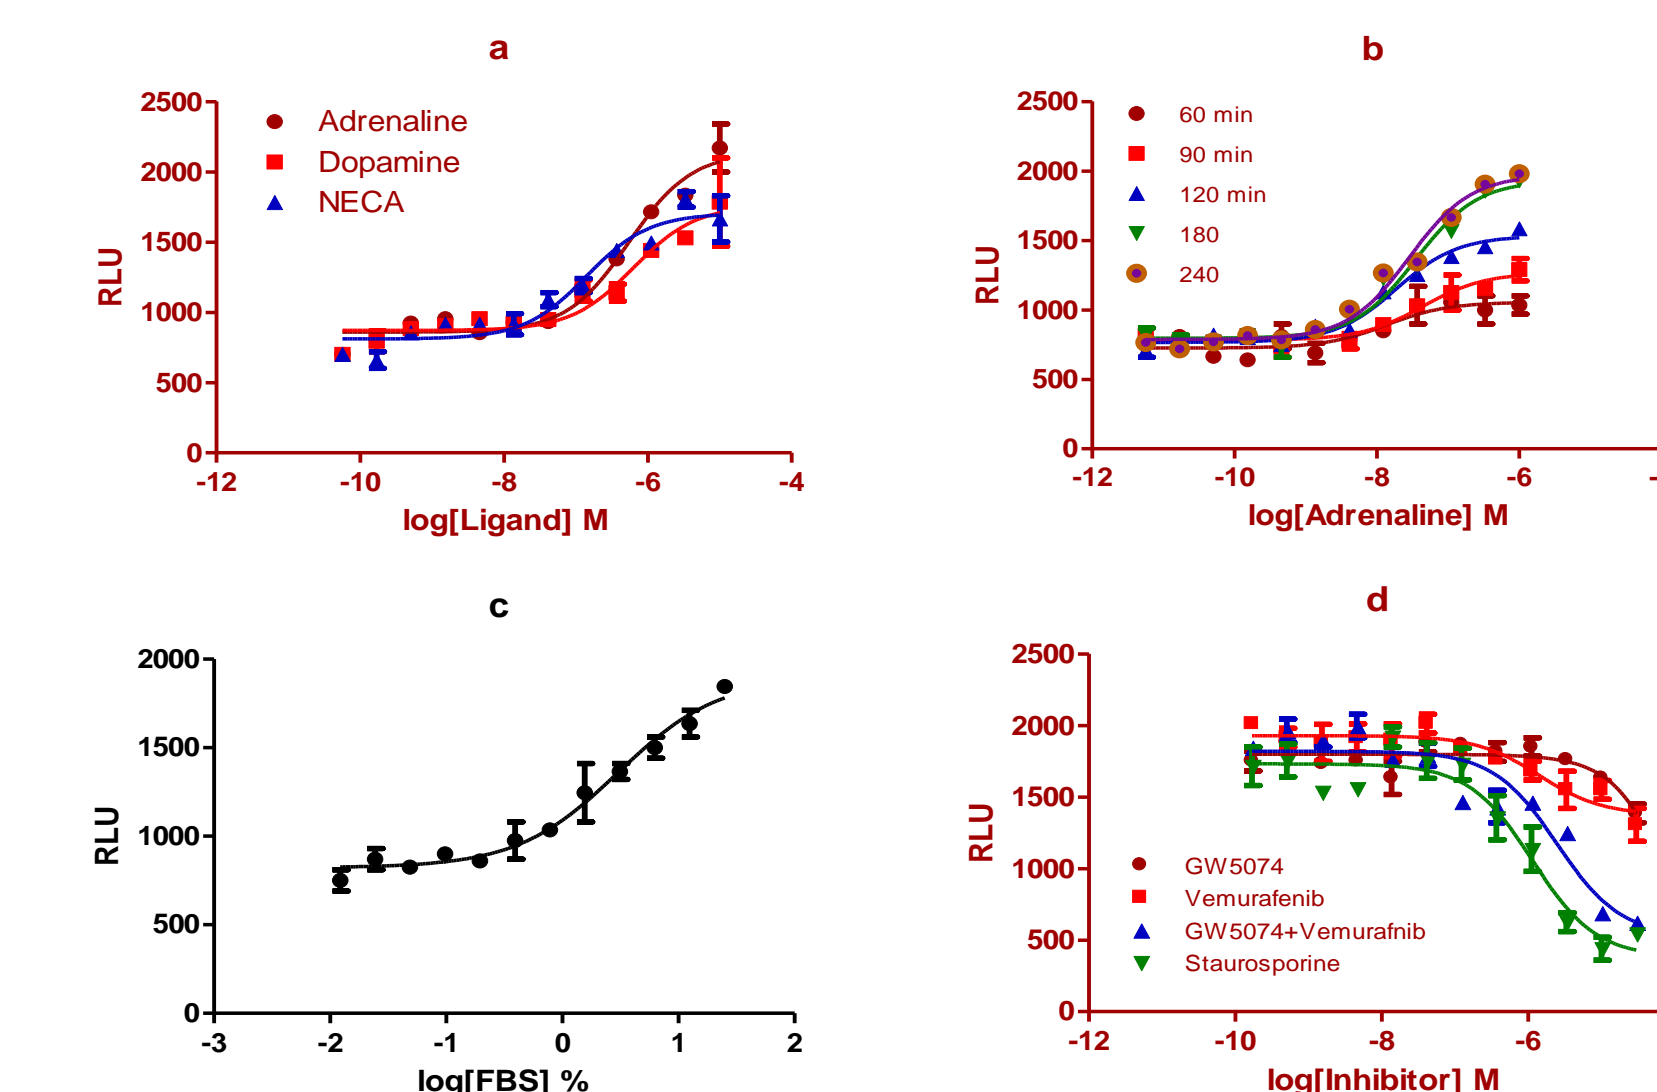 a
2500
2000
1500
1000
500
0
-12
-10
-8
-6
-4
RLU
log[Ligand] M
Adrenaline
Dopamine
NECA
b
2500
2000
1500
1000
500
0
-12
-10
-8
-6
RLU
log[Adrenaline] M
60 min
90 min
120 min
180
240
c
2000
1500
1000
500
0
-3
-2
-1
0
1
2
RLU
log[FBS] %
d
2500
2000
1500
1000
500
0
-12
-10
-8
-6
RLU
log[Inhibitor] M
GW5074
Vemurafenib
GW5074+Vemurafnib
Staurosporine